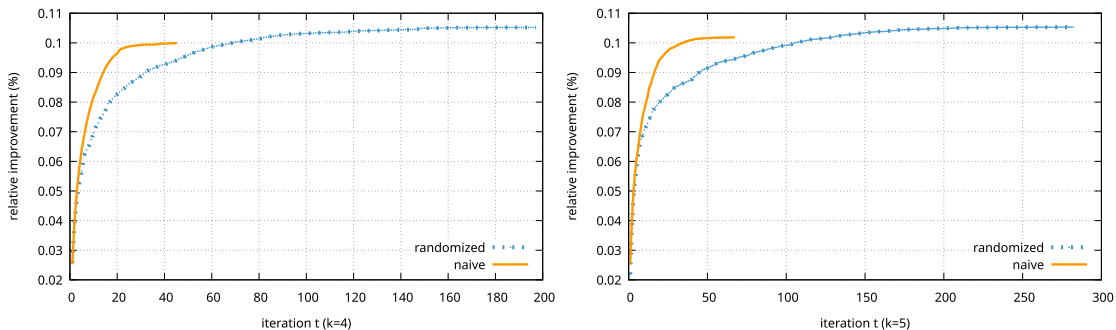 relative improvement (%)
0.11
0.1
0.09
0.08
0.07
0.06
0.05
0.04
0.03
0.02
randomized
naive
0 20 40 60 80 100 120 140 160 180 200
iteration t (k=4)
relative improvement (%)
0.11
0.1
0.09
0.08
0.07
0.06
0.05
0.04
0.03
0.02
randomized
naive
0 50 100 150 200 250 300
iteration t (k=5)